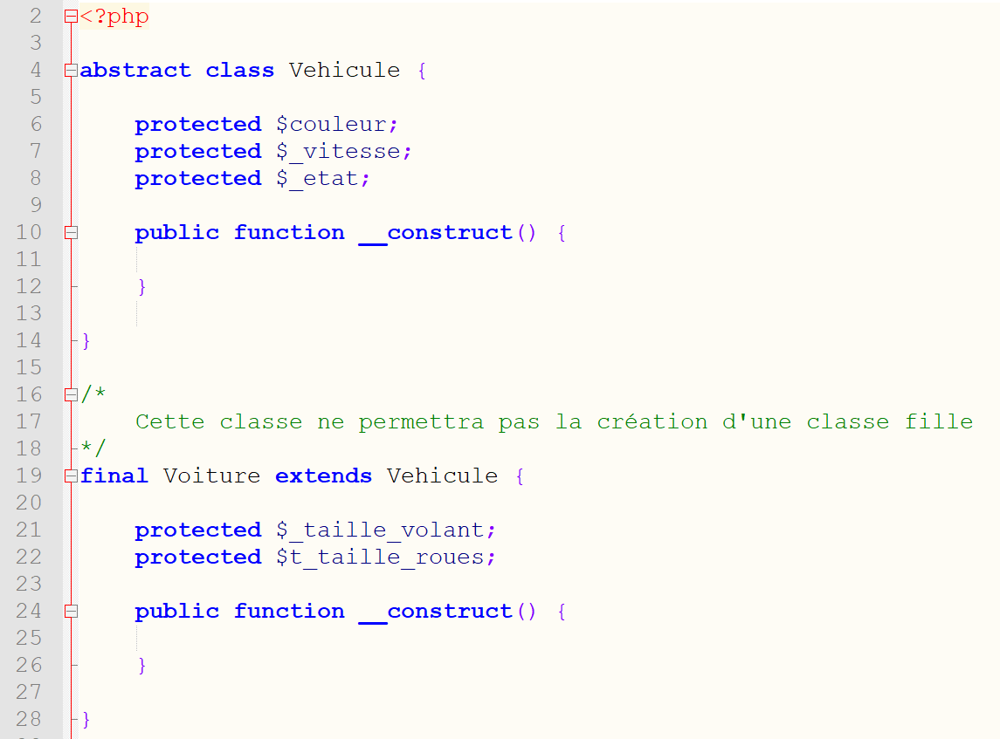 2 <?php
3
4 abstract class Vehicule {
5
6 protected $couleur;
7 protected $_vitesse;
8 protected $_etat;
9
10 public function __construct() {
11
12 }
13
14 }
15
16 /*
17 Cette classe ne permettra pas la création d'une classe fille
18 */
19 final Voiture extends Vehicule {
20
21 protected $_taille_volant;
22 protected $t_taille_roues;
23
24 public function __construct() {
25
26 }
27
28 }